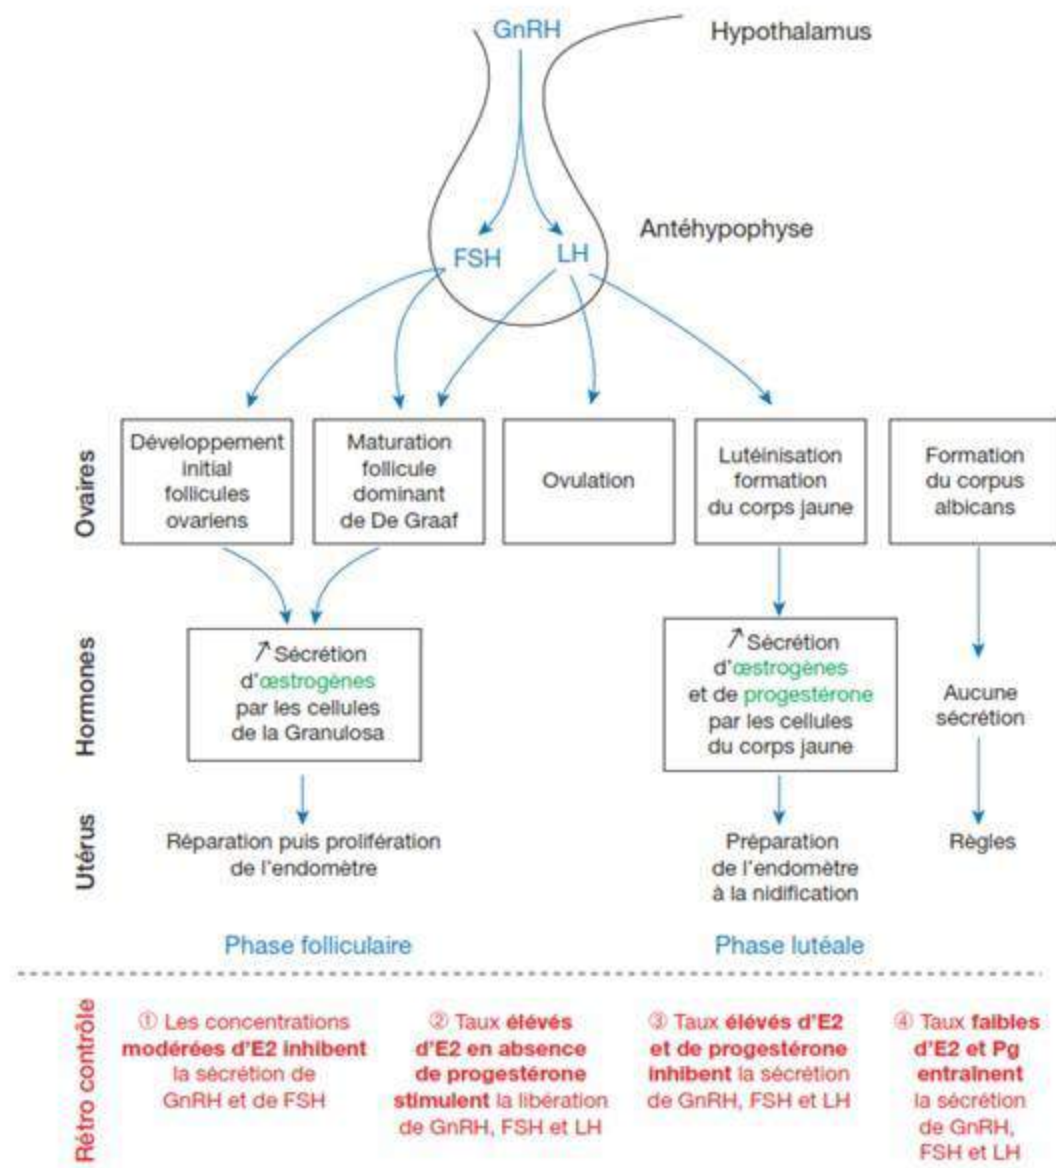 GnRH
Hypothalamus
Antéhypophyse
FSH
LH
Ovaires
Développement
initial
follicules
ovariens
Maturation
follicule
dominant
de De Graaf
Ovulation
Lutéinisation
formation
du corps jaune
Formation
du corpus
albicans
Hormones
↗ Sécrétion
d'œstrogènes
par les cellules
de la Granulosa
↗ Sécrétion
d'œstrogènes
et de progestérone
par les cellules
du corps jaune
Aucune
sécrétion
Utérus
Réparation puis prolifération
de l'endomètre
Préparation
de l'endomètre
à la nidification
Règles
Phase folliculaire
Phase lutéale
Rétro contrôle
① Les concentrations
modérées d'E2 inhibent
la sécrétion de
GnRH et de FSH
② Taux élévés
d'E2 en absence
de progestérone
stimulent la libération
de GnRH, FSH et LH
③ Taux élévés d'E2
et de progestérone
inhibent la sécrétion
de GnRH, FSH et LH
④ Taux faibles
d'E2 et Pg
entraînent
la sécrétion
de GnRH,
FSH et LH